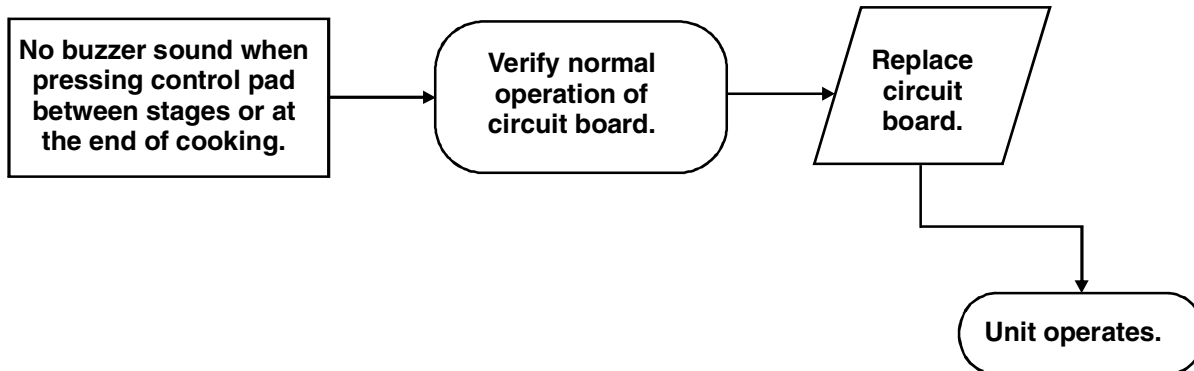 No buzzer sound when
pressing control pad
between stages or at
the end of cooking.
Verify normal
operation of
circuit board.
Replace
circuit
board.
Unit operates.